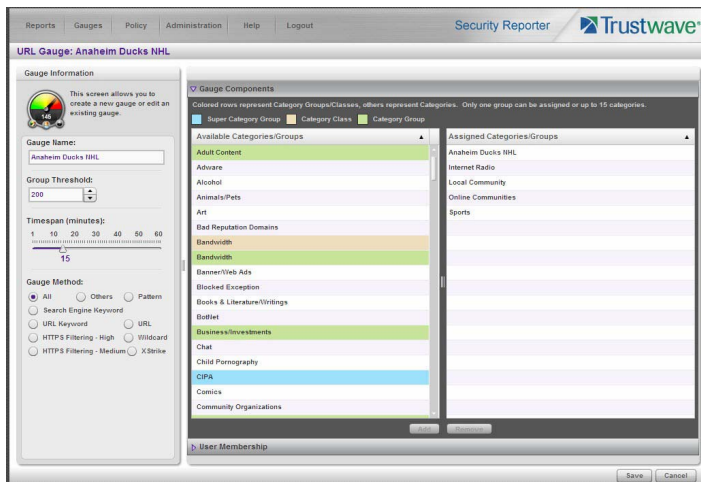 Reports Gauges Policy Administration Help Logout
Security Reporter
Trustwave®
URL Gauge: Anaheim Ducks NHL
Gauge Information
This screen allows you to
create a new gauge or edit an
existing gauge.
146
Gauge Name:
Anaheim Ducks NHL
Group Threshold:
200
Timespan (minutes):
1 10 20 30 40 50 60
15
Gauge Method:
All Others Pattern
Search Engine Keyword
URL Keyword URL
HTTPS Filtering - High Wildcard
HTTPS Filtering - Medium XStrike
Gauge Components
Colored rows represent Category Groups/Classes, others represent Categories. Only one group can be assigned or up to 15 categories.
Super Category Group Category Class Category Group
Available Categories/Groups
Adult Content
Adware
Alcohol
Animals/Pets
Art
Bad Reputation Domains
Bandwidth
Bandwidth
Banner/Web Ads
Blocked Exception
Books & Literature/Writings
BotNet
Business/Investments
Chat
Child Pornography
CIPA
Comics
Community Organizations
Assigned Categories/Groups
Anaheim Ducks NHL
Internet Radio
Local Community
Online Communities
Sports
Add Remove
User Membership
Save Cancel